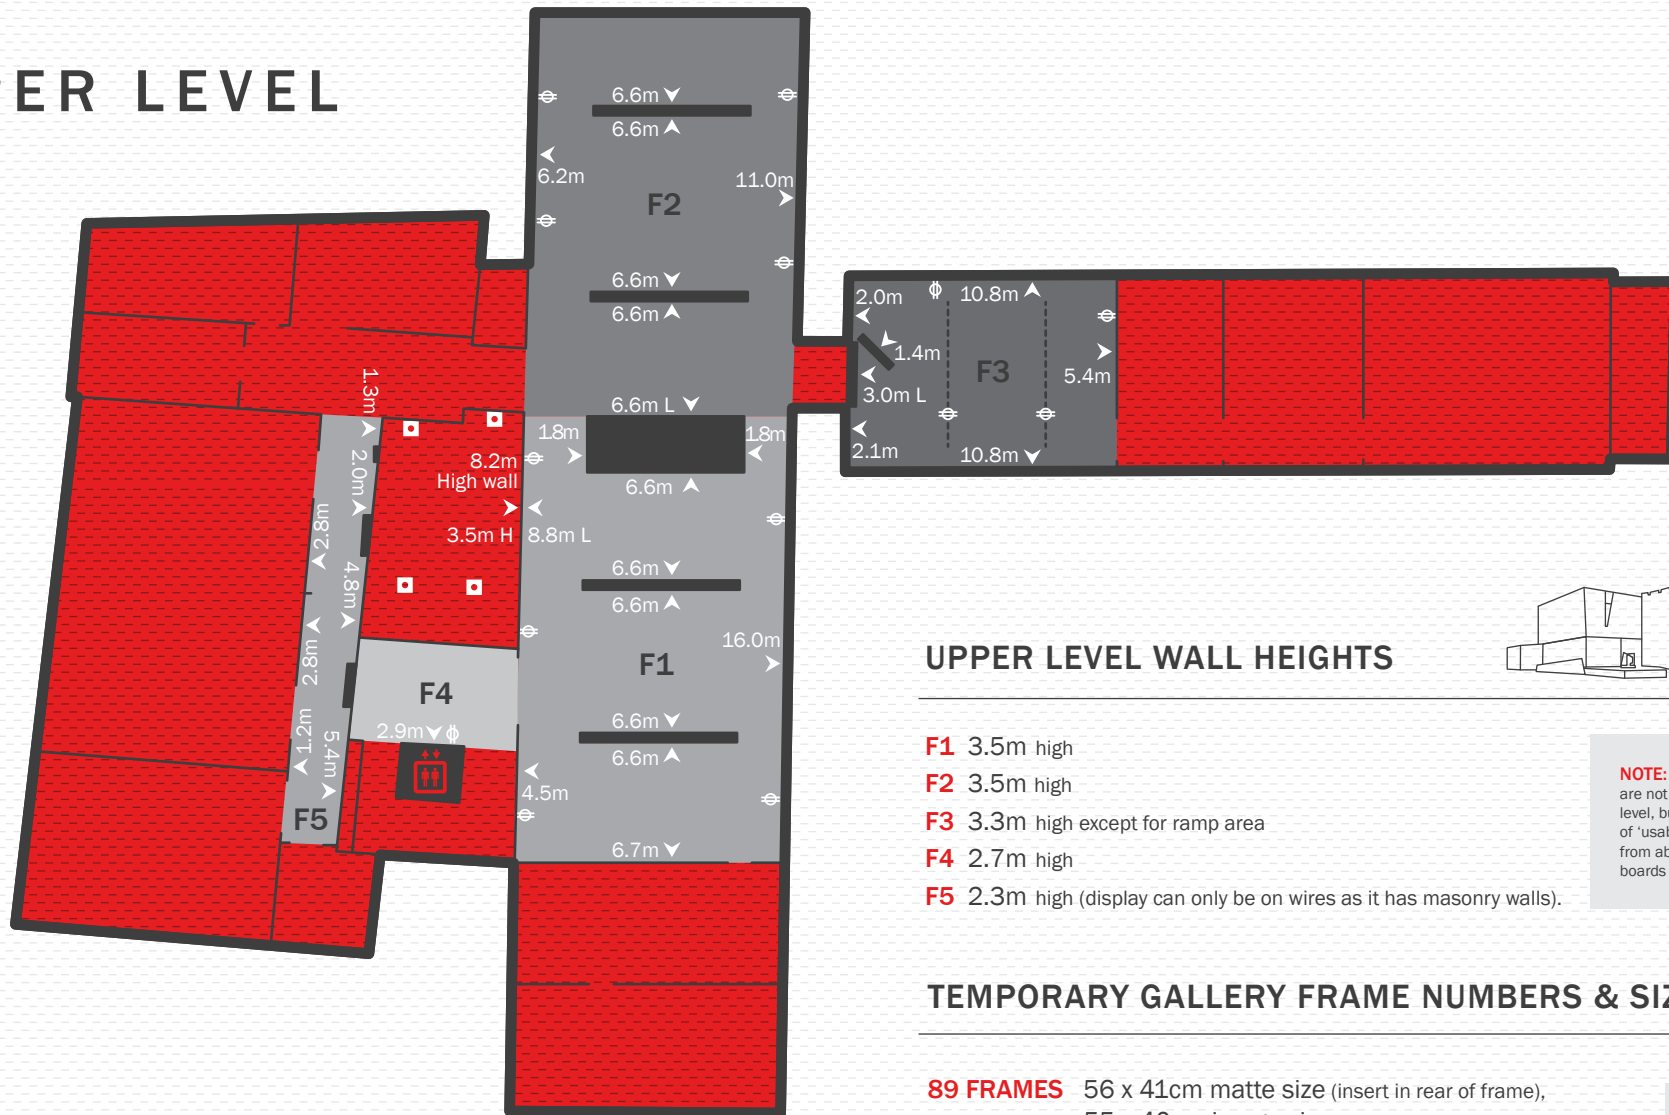 ER LEVEL
6.6m
6.6m
6.2m
11.0m
F2
6.6m
6.6m
2.0m
10.8m
1.4m
F3
5.4m
3.0m L
2.1m
10.8m
6.6m L
1.8m
1.8m
6.6m
8.2m
High wall
3.5m H
8.8m L
1.3m
2.0m
2.8m
4.8m
2.8m
1.2m
5.4m
F5
F4
2.9m
6.6m
6.6m
16.0m
F1
6.6m
6.6m
4.5m
6.7m
UPPER LEVEL WALL HEIGHTS
F1 3.5m high
F2 3.5m high
F3 3.3m high except for ramp area
F4 2.7m high
F5 2.3m high (display can only be on wires as it has masonry walls).
NOTE:
are not
level, bu
of ‘usab
from ab
boards
TEMPORARY GALLERY FRAME NUMBERS & SIZ
89 FRAMES 56 x 41cm matte size (insert in rear of frame),